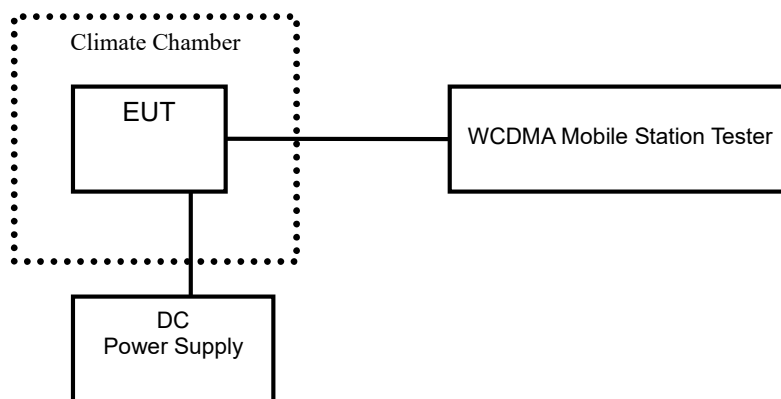 Climate Chamber
EUT
WCDMA Mobile Station Tester
DC
Power Supply